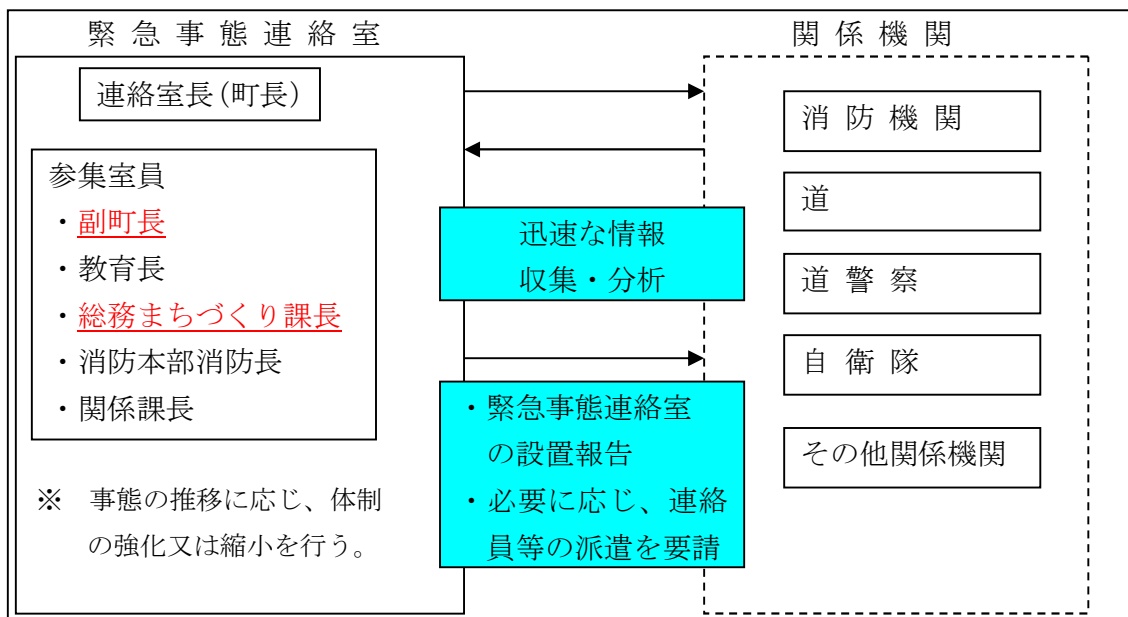 緊急事態連絡室
連絡室長(町長)
参集室員
・副町長
・教育長
・総務まちづくり課長
・消防本部消防長
・関係課長
※ 事態の推移に応じ、体制
の強化又は縮小を行う。
迅速な情報
収集・分析
・緊急事態連絡室
の設置報告
・必要に応じ、連絡
員等の派遣を要請
関係機関
消防機関
道
道警察
自衛隊
その他関係機関